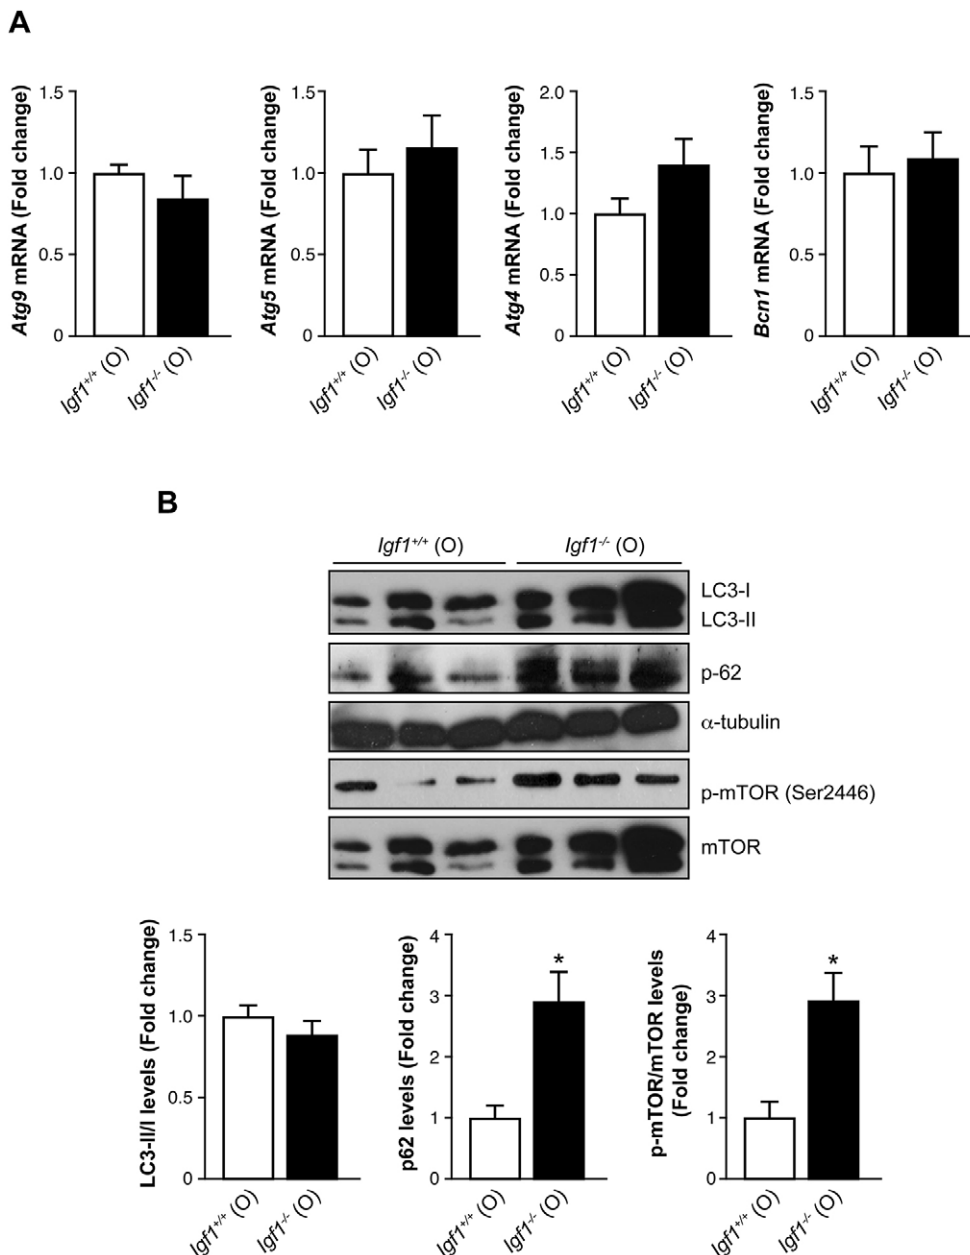 A
Atg9 mRNA (Fold change)
1.5
1.0
0.5
0
Igf1+/+ (O)
Igf1-/- (O)
Atg5 mRNA (Fold change)
1.5
1.0
0.5
0
Igf1+/+ (O)
Igf1-/- (O)
Atg4 mRNA (Fold change)
2.0
1.5
1.0
0.5
0
Igf1+/+ (O)
Igf1-/- (O)
Bcn1 mRNA (Fold change)
1.5
1.0
0.5
0
Igf1+/+ (O)
Igf1-/- (O)
B
Igf1+/+ (O)
Igf1-/- (O)
LC3-I
LC3-II
p-62
α-tubulin
p-mTOR (Ser2446)
mTOR
LC3-II/I levels (Fold change)
1.5
1.0
0.5
0
Igf1+/+ (O)
Igf1-/- (O)
p62 levels (Fold change)
4
3
2
1
0
*
Igf1+/+ (O)
Igf1-/- (O)
p-mTOR/mTOR levels
(Fold change)
4
3
2
1
0
*
Igf1+/+ (O)
Igf1-/- (O)